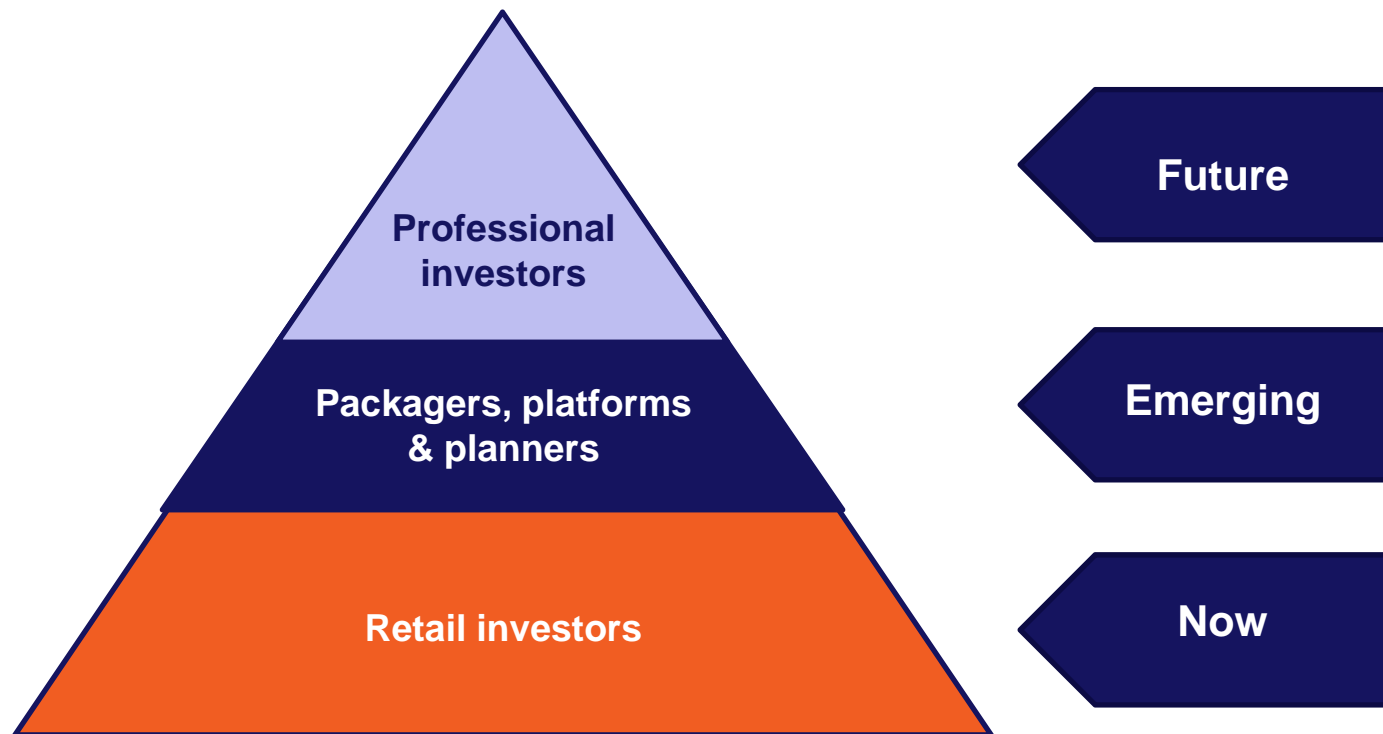 Professional
investors
Future
Packagers, platforms
& planners
Emerging
Retail investors
Now